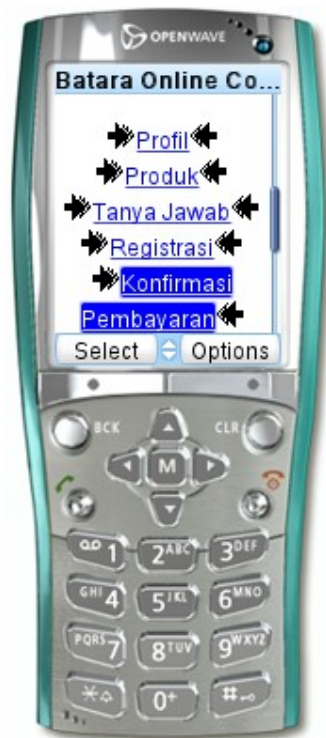 OPENWAVE
Batara Online Co...
Profil
Produk
Tanya Jawab
Registrasi
Konfirmasi
Pembayaran
Select Options
BCK CLR
M
1 2ABC 3DEF
GHI4 5JKL 6MNO
PQRS7 8TUV 9WXYZ
* 0+ #